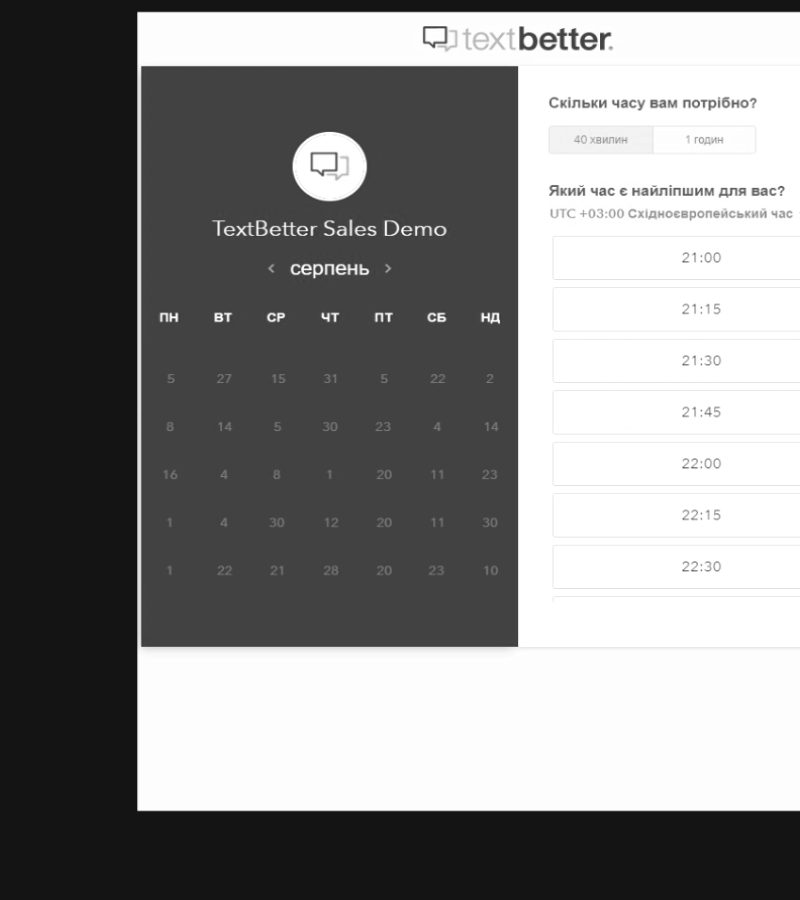 textbetter.
TextBetter Sales Demo
‹ серпень ›
ПН ВТ СР ЧТ ПТ СБ НД
5 27 15 31 5 22 2
8 14 5 30 23 4 14
16 4 8 1 20 11 23
1 4 30 12 20 11 30
1 22 21 28 20 23 10
Скільки часу вам потрібно?
40 хвилин 1 годин
Який час є найліпшим для вас?
UTC +03:00 Східноєвропейський час
21:00
21:15
21:30
21:45
22:00
22:15
22:30